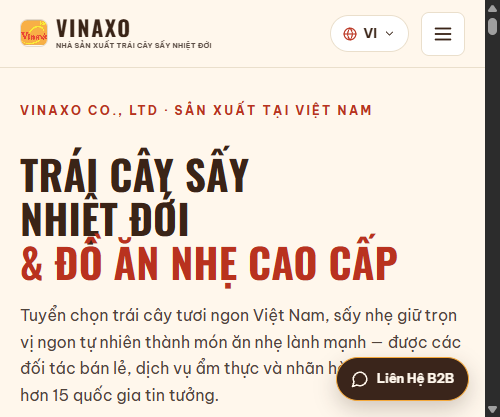 Vinaxo
VINAXO
NHÀ SẢN XUẤT TRÁI CÂY SẤY NHIỆT ĐỚI
VI
VINAXO CO., LTD · SẢN XUẤT TẠI VIỆT NAM
TRÁI CÂY SẤY
NHIỆT ĐỚI
& ĐỒ ĂN NHẸ CAO CẤP
Tuyển chọn trái cây tươi ngon Việt Nam, sấy nhẹ giữ trọn
vị ngon tự nhiên thành món ăn nhẹ lành mạnh — được các
đối tác bán lẻ, dịch vụ ẩm thực và nhãn
hơn 15 quốc gia tin tưởng.
Liên Hệ B2B